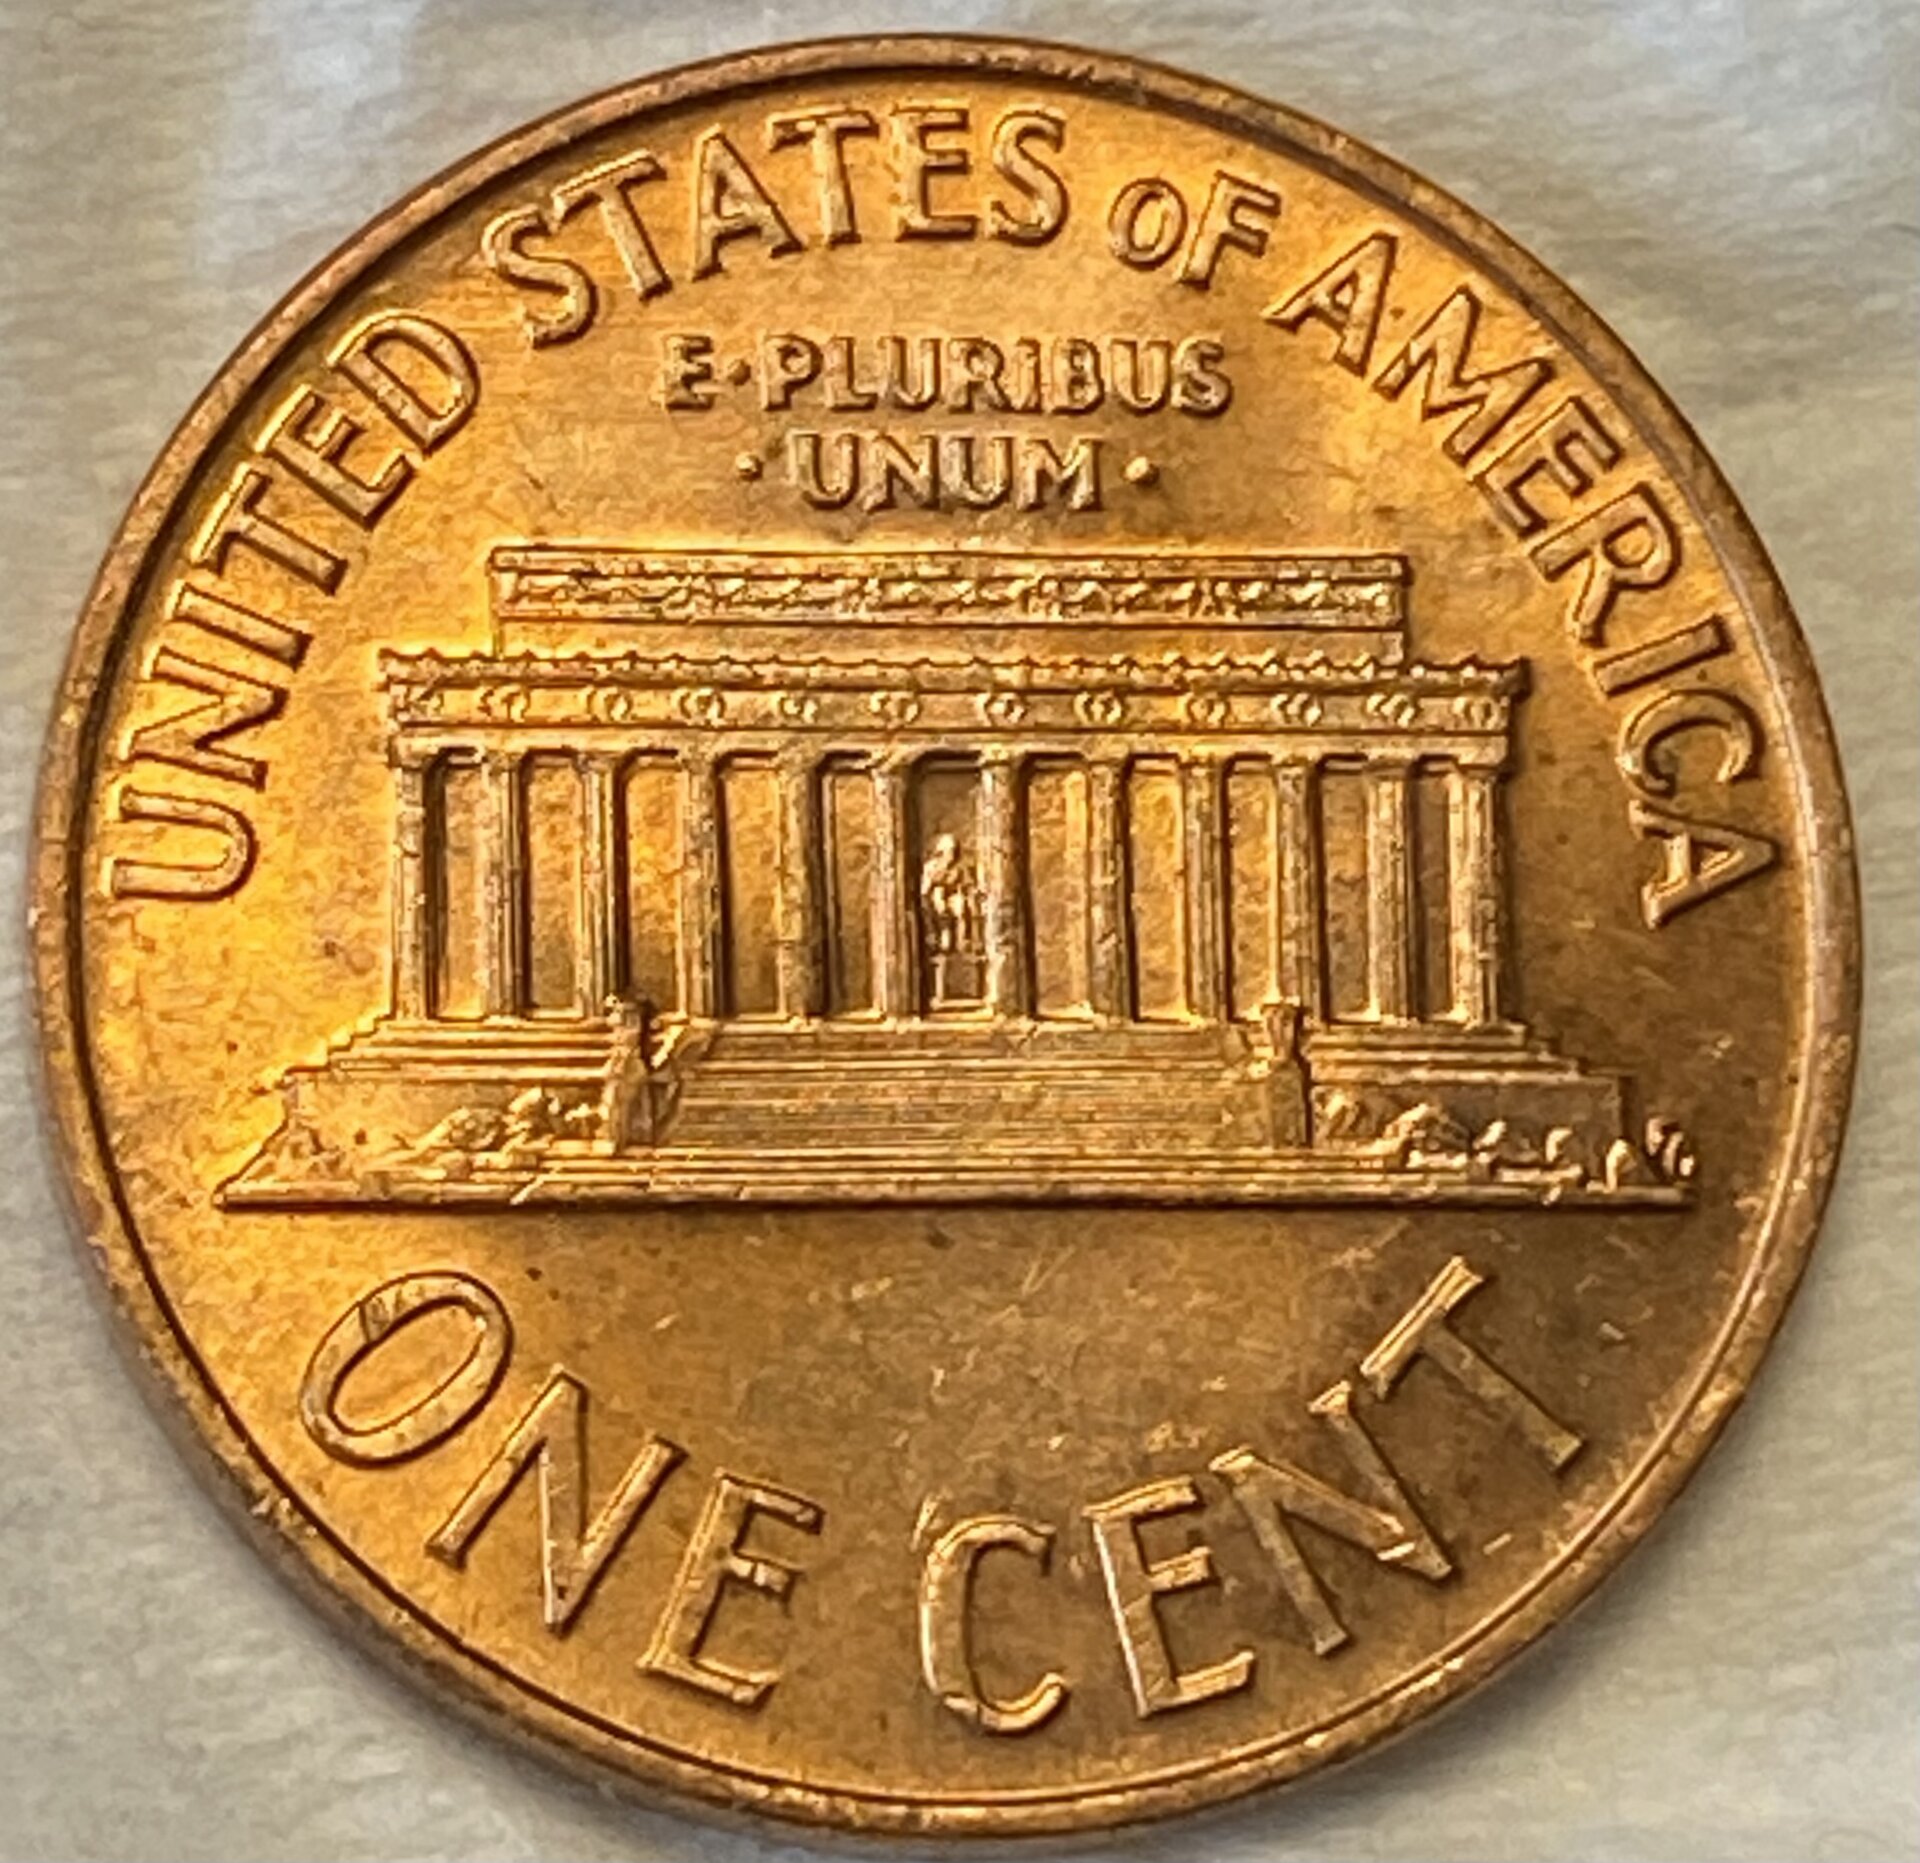 UNITED STATES OF AMERICA
E·PLURIBUS
·UNUM·
ONE CENT